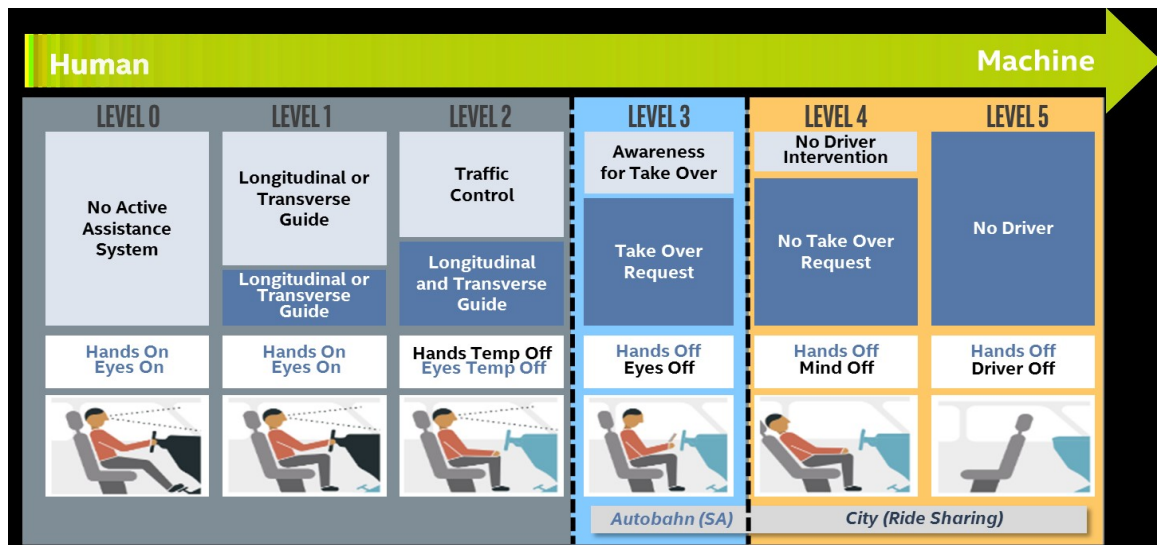 Human
Machine
LEVEL 0
LEVEL 1
LEVEL 2
LEVEL 3
LEVEL 4
LEVEL 5
No Active
Assistance
System
Longitudinal or
Transverse
Guide
Longitudinal or
Transverse
Guide
Traffic
Control
Longitudinal
and Transverse
Guide
Awareness
for Take Over
Take Over
Request
No Driver
Intervention
No Take Over
Request
No Driver
Hands On
Eyes On
Hands On
Eyes On
Hands Temp Off
Eyes Temp Off
Hands Off
Eyes Off
Hands Off
Mind Off
Hands Off
Driver Off
Autobahn (SA)
City (Ride Sharing)